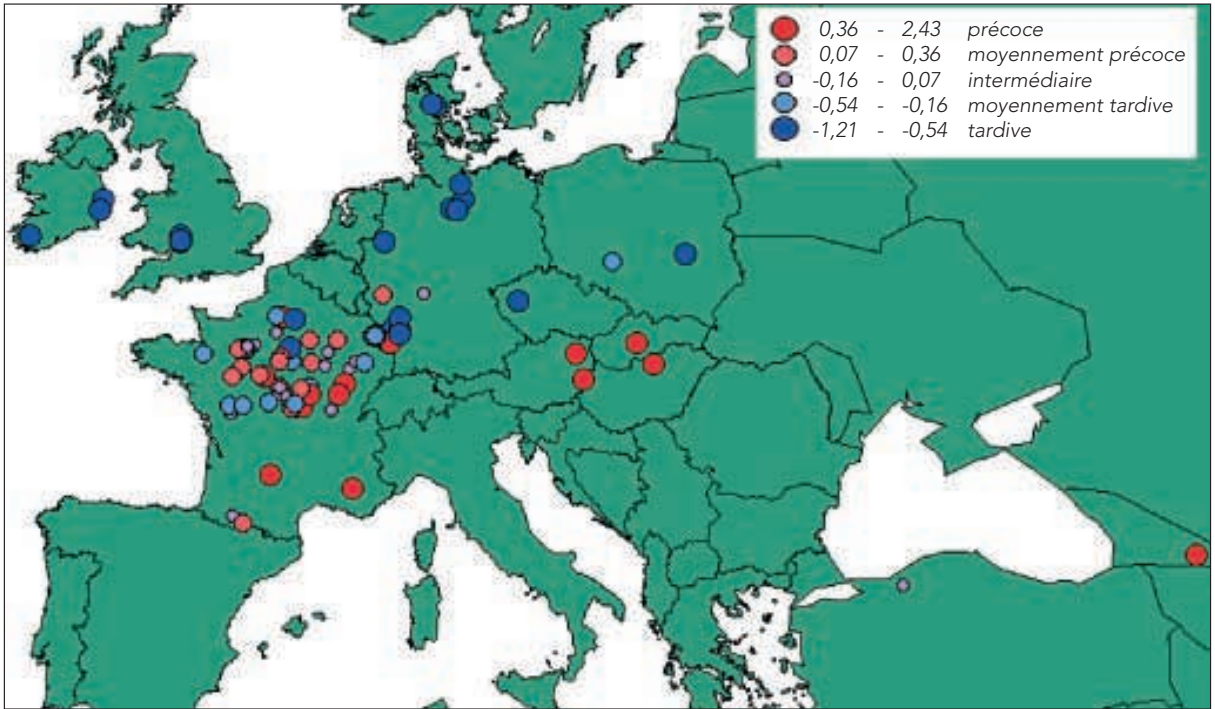 0,36 - 2,43 précoce
0,07 - 0,36 moyennement précoce
-0,16 - 0,07 intermédiaire
-0,54 - -0,16 moyennement tardive
-1,21 - -0,54 tardive